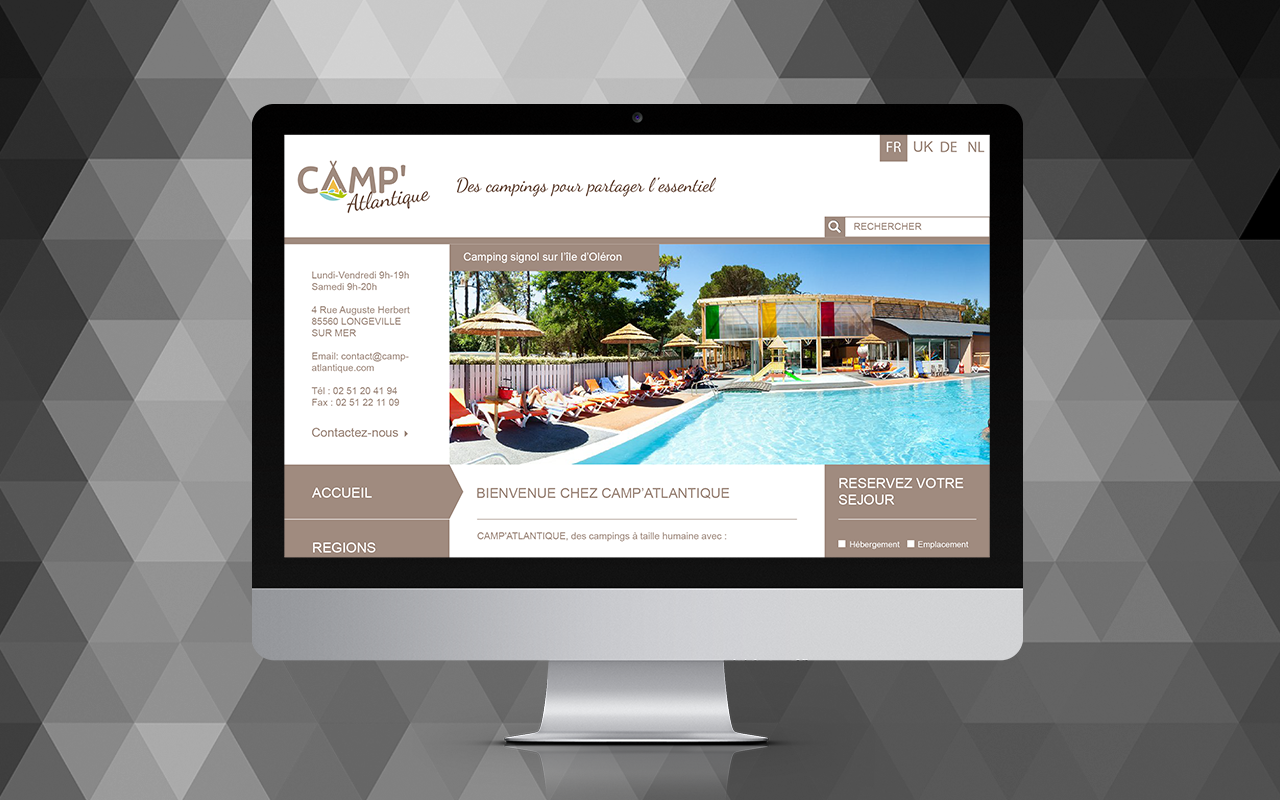 FR UK DE NL
CAMP'
Atlantique
Des campings pour partager l'essentiel
RECHERCHER
Camping signol sur l'île d'Oléron
Lundi-Vendredi 9h-19h
Samedi 9h-20h
4 Rue Auguste Herbert
85560 LONGEVILLE
SUR MER
Email: contact@camp-
atlantique.com
Tél : 02 51 20 41 94
Fax : 02 51 22 11 09
Contactez-nous
ACCUEIL
REGIONS
BIENVENUE CHEZ CAMP'ATLANTIQUE
CAMP'ATLANTIQUE, des campings à taille humaine avec :
RESERVEZ VOTRE
SEJOUR
Hébergement Emplacement